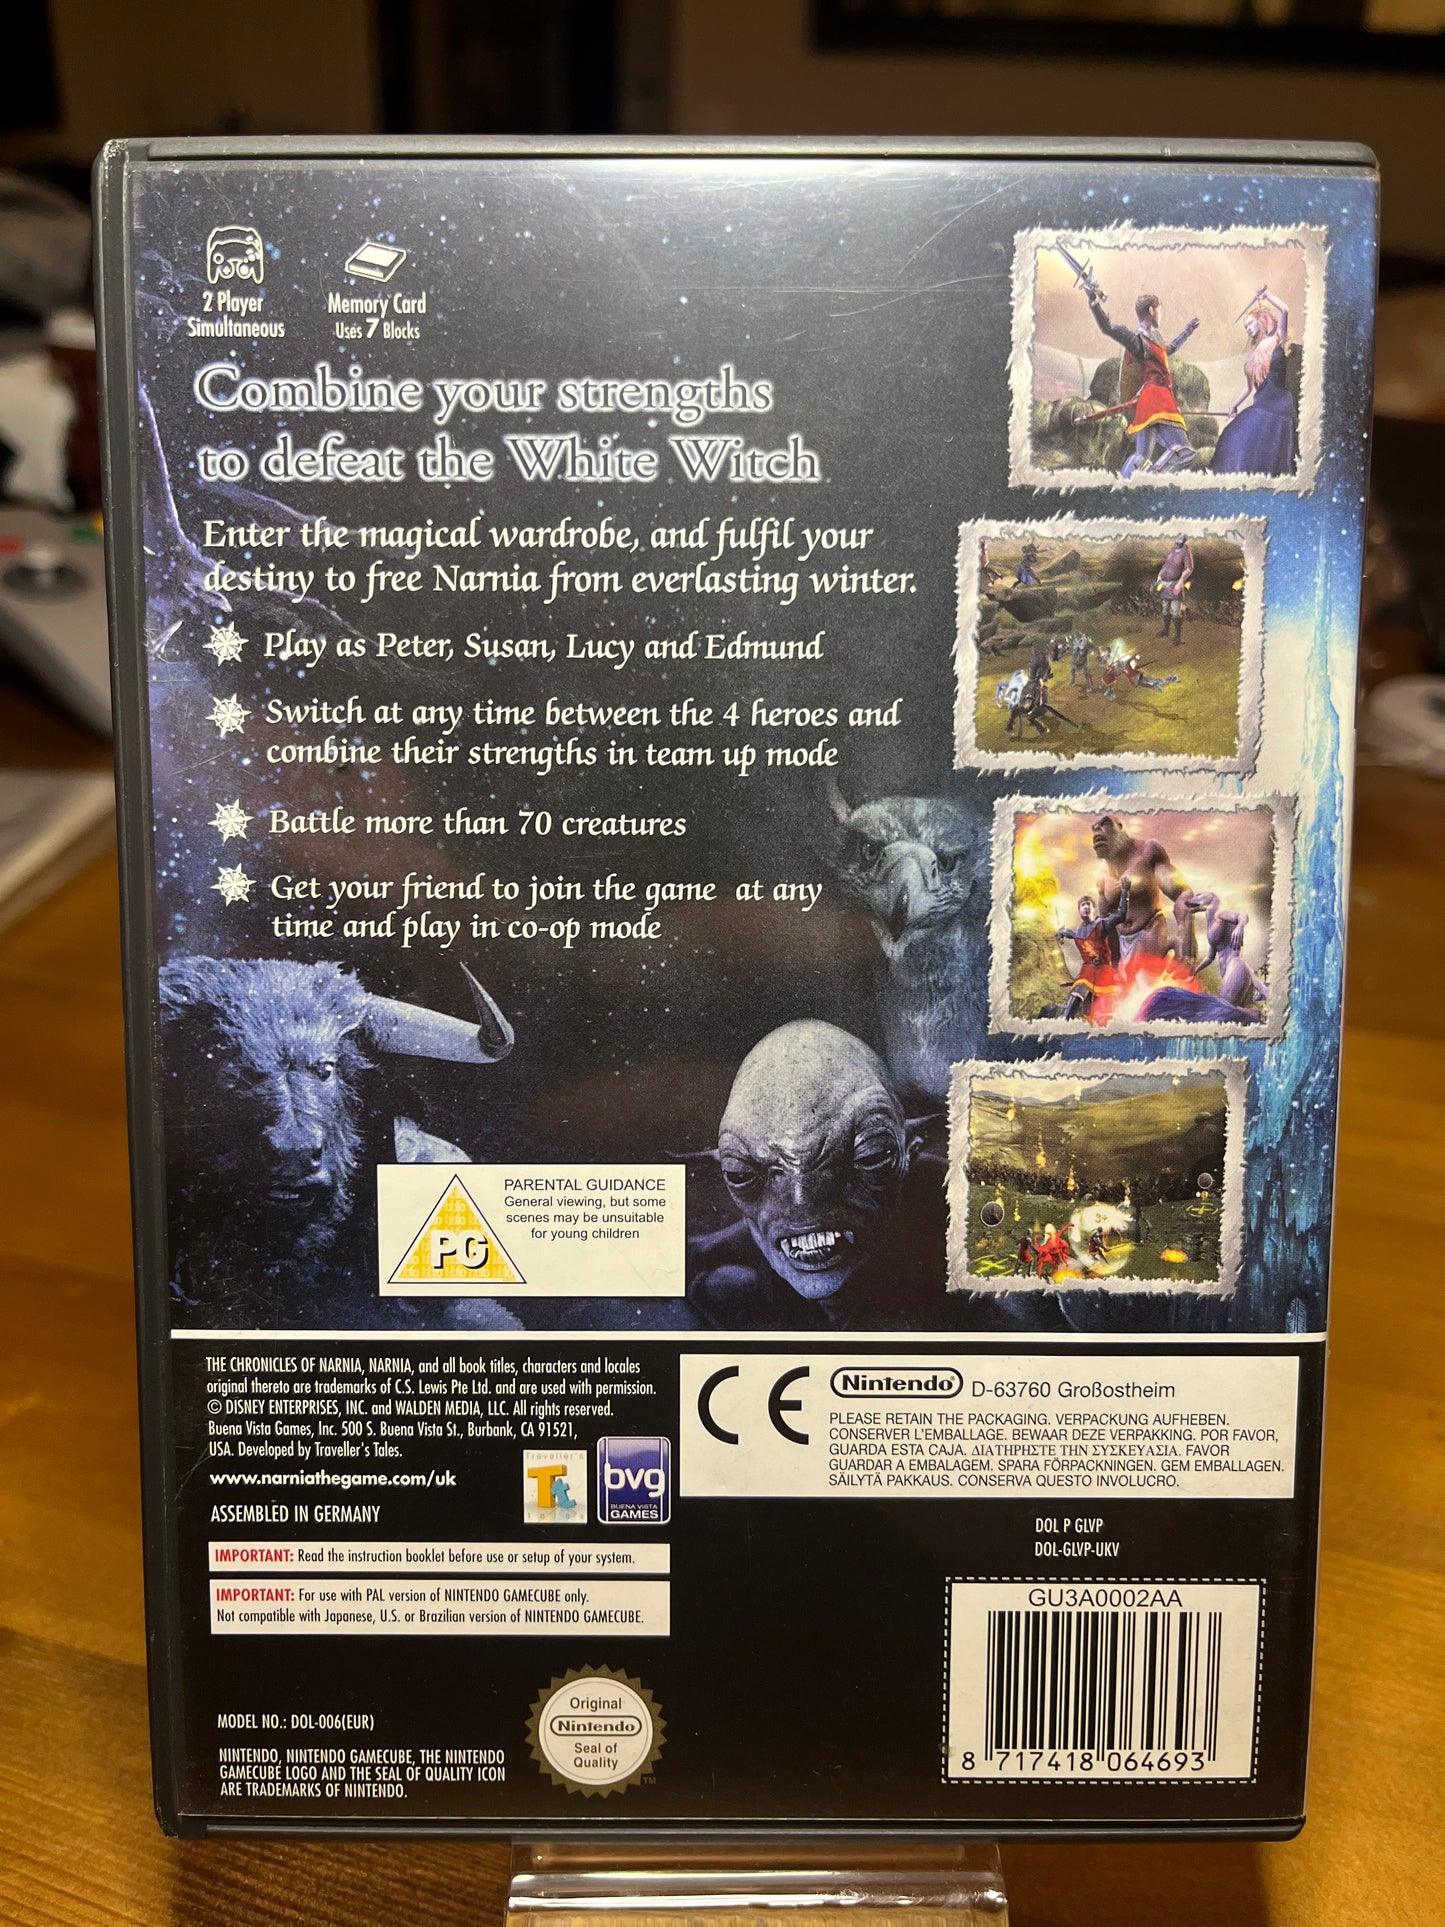 2 Player
Simultaneous
Memory Card
Uses 7 Blocks
Combine your strengths
to defeat the White Witch
Enter the magical wardrobe, and fulfil your
destiny to free Narnia from everlasting winter.
Play as Peter, Susan, Lucy and Edmund
Switch at any time between the 4 heroes and
combine their strengths in team up mode
Battle more than 70 creatures
Get your friend to join the game at any
time and play in co-op mode
PG
PARENTAL GUIDANCE
General viewing, but some
scenes may be unsuitable
for young children
THE CHRONICLES OF NARNIA, NARNIA, and all book titles, characters and locales
original thereto are trademarks of C.S. Lewis Pte Ltd. and are used with permission.
© DISNEY ENTERPRISES, INC. and WALDEN MEDIA, LLC. All rights reserved.
Buena Vista Games, Inc. 500 S. Buena Vista St., Burbank, CA 91521,
USA. Developed by Traveller's Tales.
www.narniathegame.com/uk
ASSEMBLED IN GERMANY
Traveller's
Tt
bvg
BUENA VISTA
GAMES
IMPORTANT: Read the instruction booklet before use or setup of your system.
IMPORTANT: For use with PAL version of NINTENDO GAMECUBE only.
Not compatible with Japanese, U.S. or Brazilian version of NINTENDO GAMECUBE.
CE
Nintendo D-63760 Großostheim
PLEASE RETAIN THE PACKAGING. VERPACKUNG AUFHEBEN.
CONSERVER L'EMBALLAGE. BEWAAR DEZE VERPAKKING. POR FAVOR,
GUARDA ESTA CAJA. ΔΙΑΤΗΡΗΣΤΕ ΤΗΝ ΣΥΣΚΕΥΑΣΙΑ. FAVOR
GUARDAR A EMBALAGEM. SPARA FÖRPACKNINGEN. GEM EMBALLAGEN.
SÄILYTÄ PAKKAUS. CONSERVA QUESTO INVOLUCRO.
DOL P GLVP
DOL-GLVP-UKV
GU3A0002AA
8 717418 064693
MODEL NO.: DOL-006(EUR)
NINTENDO, NINTENDO GAMECUBE, THE NINTENDO
GAMECUBE LOGO AND THE SEAL OF QUALITY ICON
ARE TRADEMARKS OF NINTENDO.
Original
Nintendo
Seal of
Quality
TM